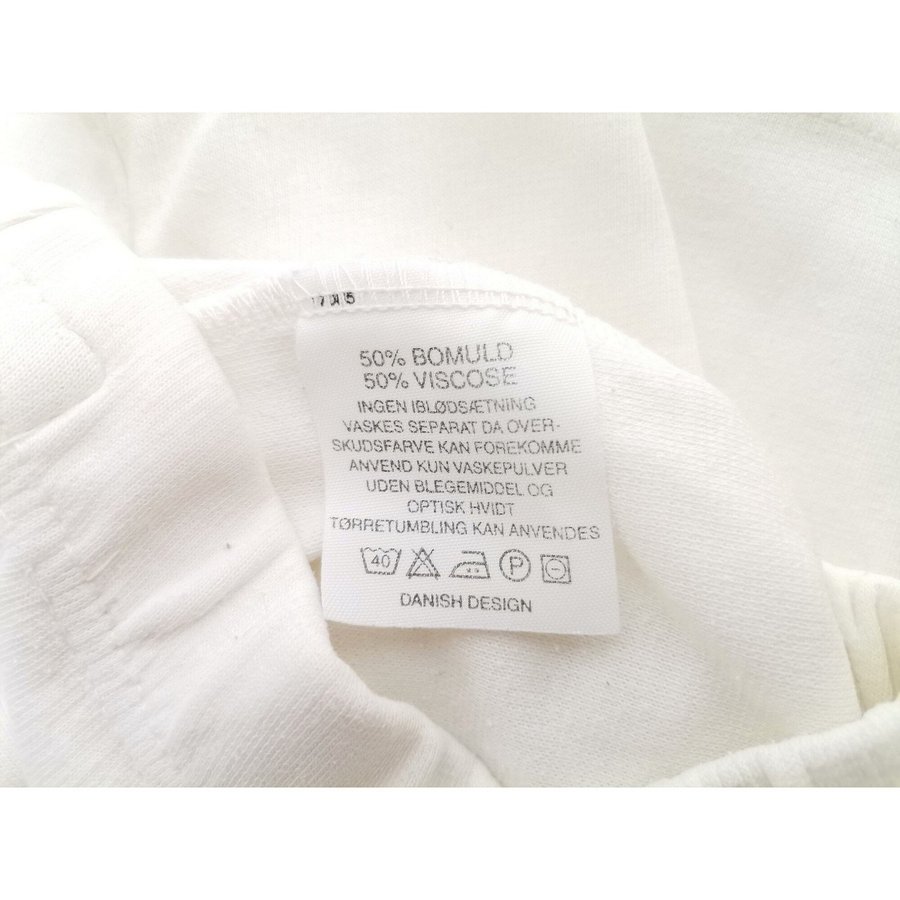 50% BOMULD
50% VISCOSE
INGEN IBLØDSÆTNING
VASKES SEPARAT DA OVER-
SKUDSFARVE KAN FOREKOMME
ANVEND KUN VASKEPULVER
UDEN BLEGEMIDDEL OG
OPTISK HVIDT
TØRRETUMBLING KAN ANVENDES
40 P
DANISH DESIGN